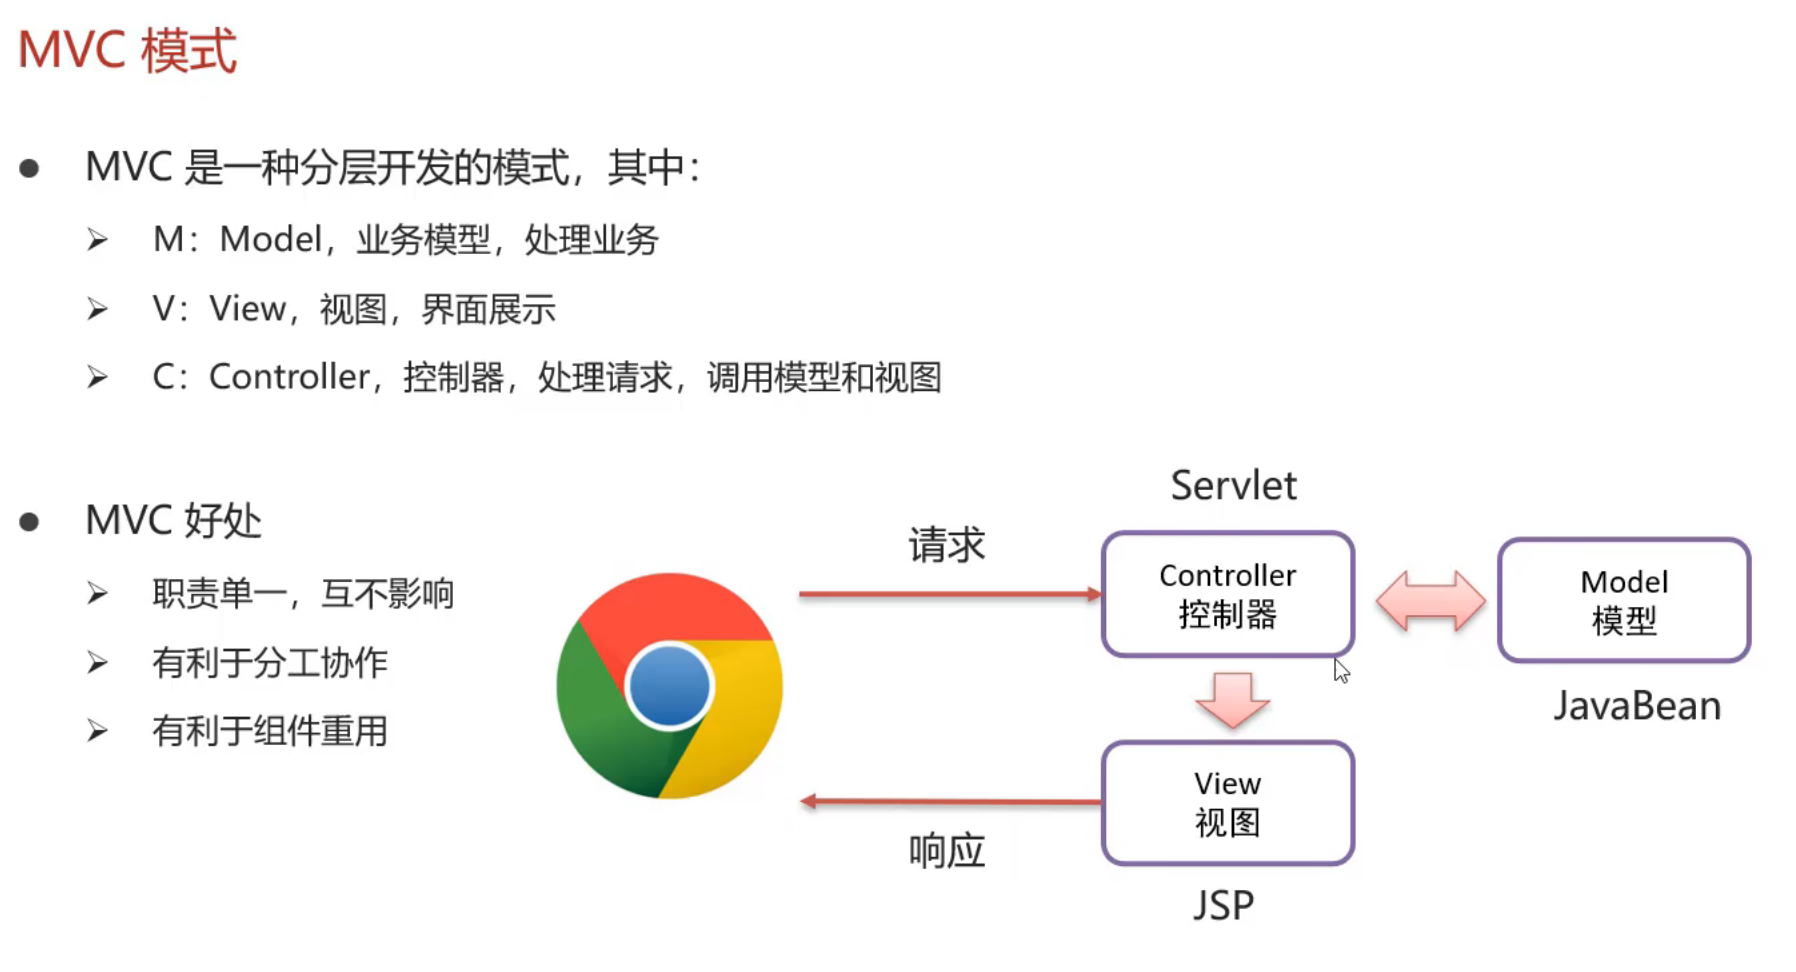 MVC 模式
MVC 是一种分层开发的模式，其中：
M：Model，业务模型，处理业务
V：View，视图，界面展示
C：Controller，控制器，处理请求，调用模型和视图
MVC 好处
职责单一，互不影响
有利于分工协作
有利于组件重用
请求
Servlet
Controller
控制器
Model
模型
JavaBean
View
视图
响应
JSP